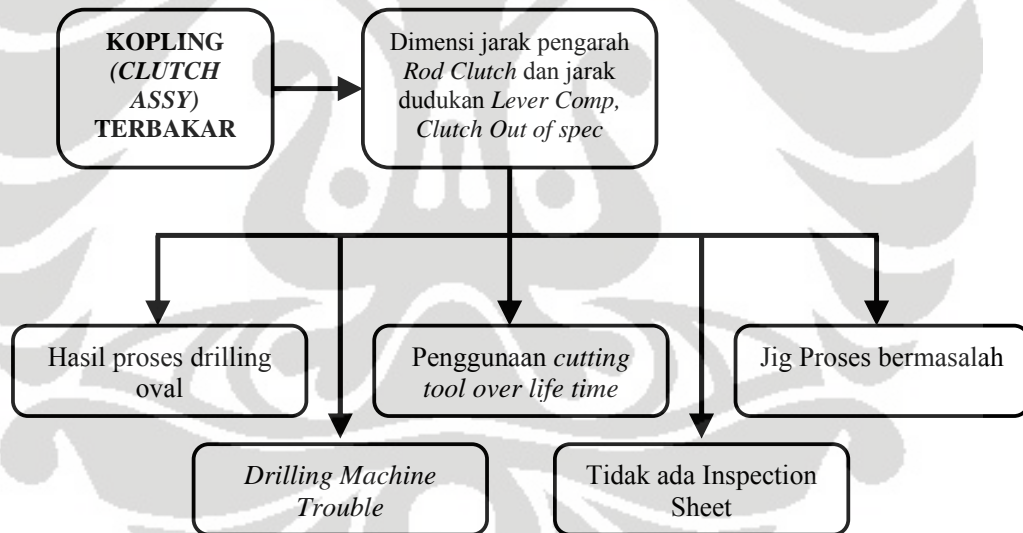 KOPLING
(CLUTCH
ASSY)
TERBAKAR
Dimensi jarak pengarah
Rod Clutch dan jarak
dudukan Lever Comp,
Clutch Out of spec
Hasil proses drilling
oval
Penggunaan cutting
tool over life time
Jig Proses bermasalah
Drilling Machine
Trouble
Tidak ada Inspection
Sheet